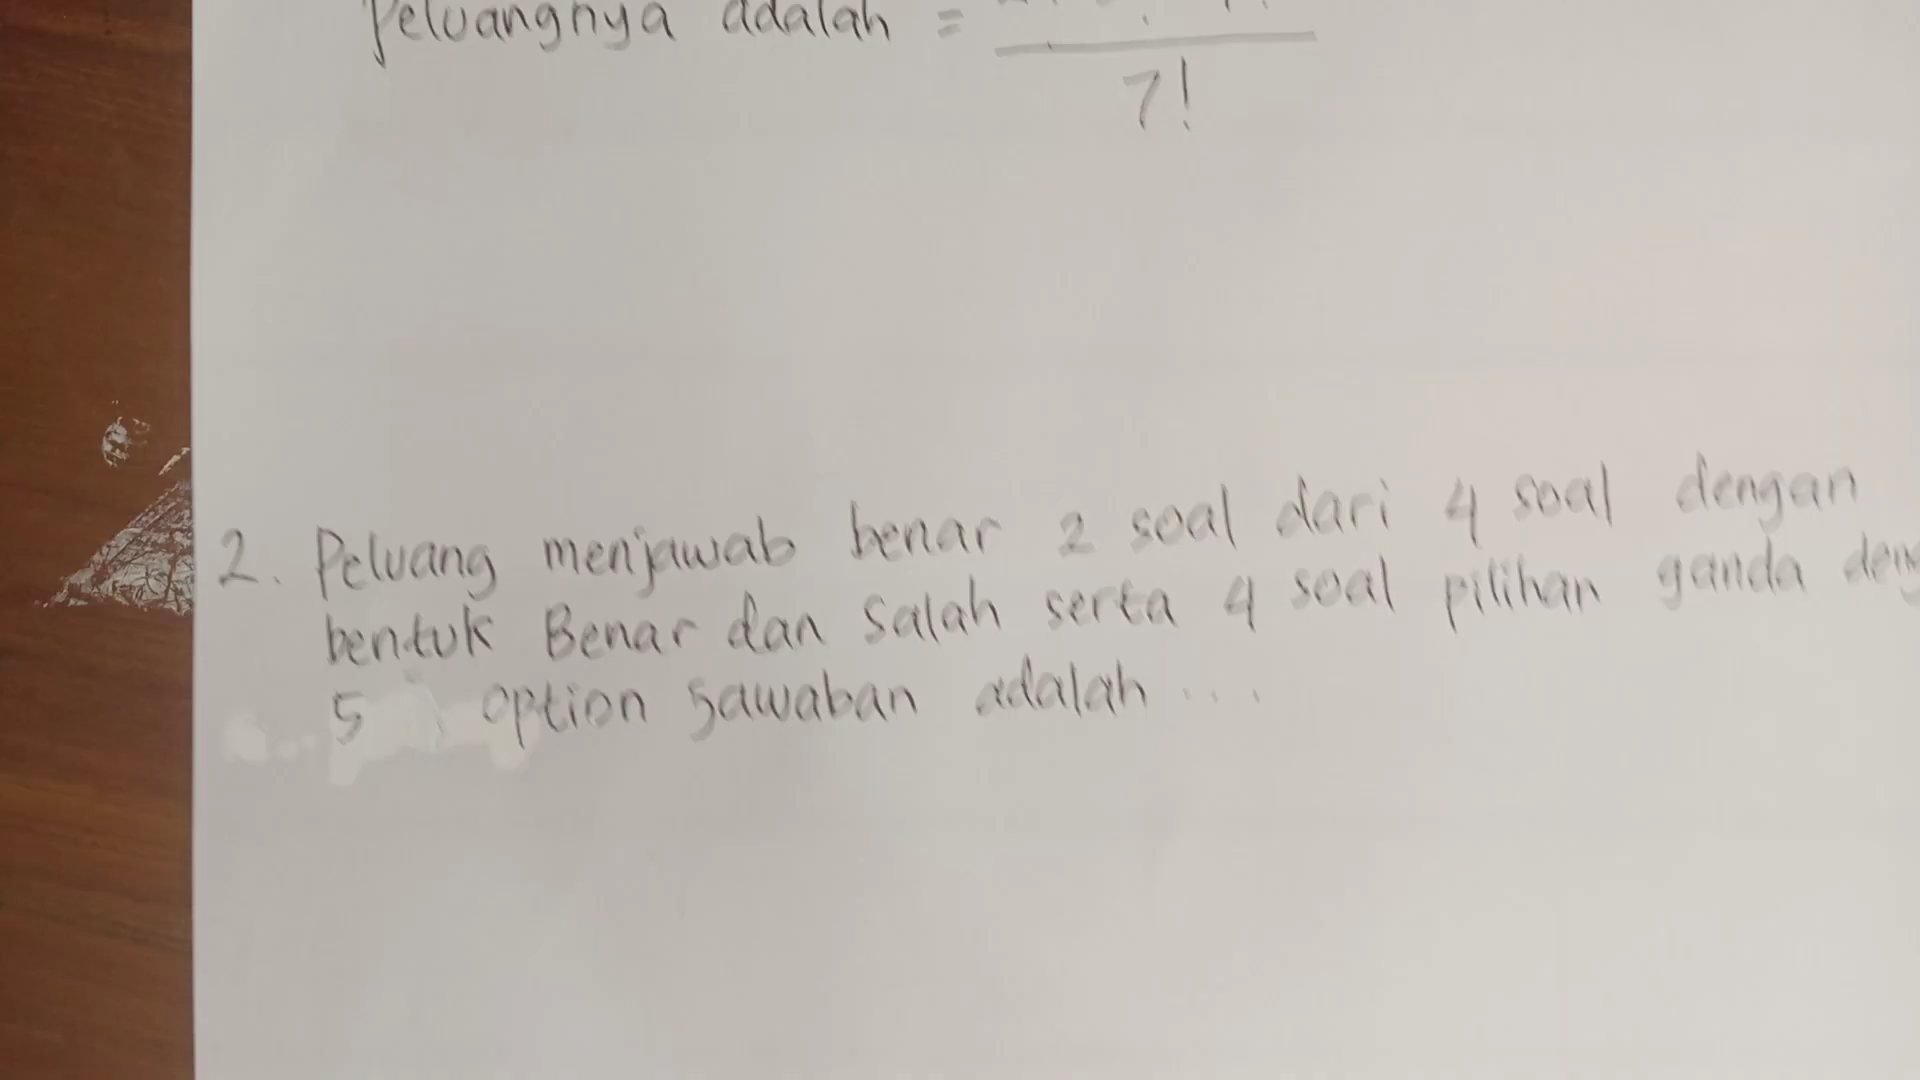 Peluangnya adalah =
7!
2. Peluang menjawab benar 2 soal dari 4 soal dengan
bentuk Benar dan Salah serta 4 soal pilihan ganda
5 option Jawaban adalah ...